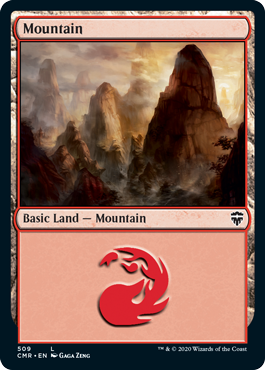 Mountain
Basic Land — Mountain
509 L
CMR • EN Gaga Zeng
™ & © 2020 Wizards of the Coast